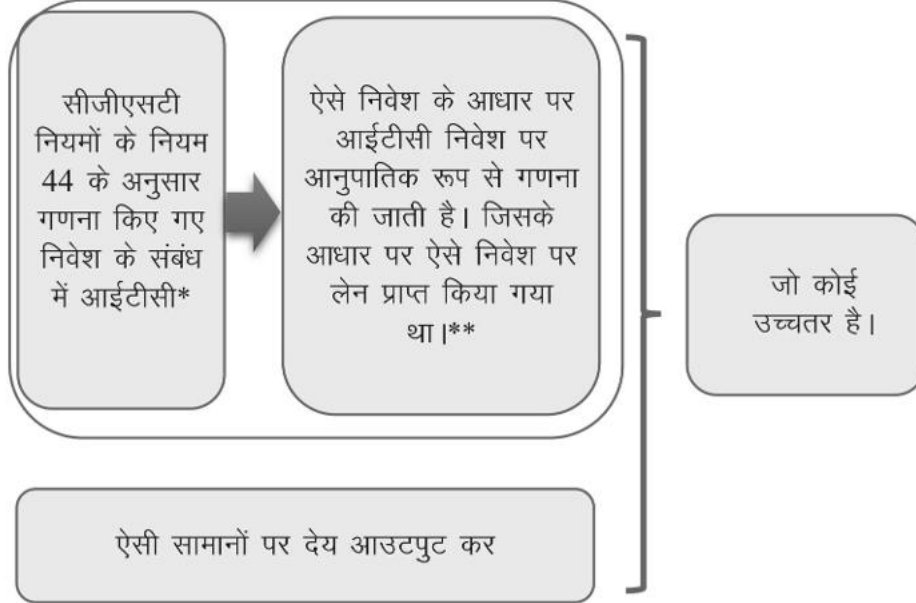 सीजीएसटी
नियमों के नियम
44 के अनुसार
गणना किए गए
निवेश के संबंध
में आईटीसी*
ऐसे निवेश के आधार पर
आईटीसी निवेश पर
आनुपातिक रूप से गणना
की जाती है। जिसके
आधार पर ऐसे निवेश पर
लेन प्राप्त किया गया
था।**
जो कोई
उच्चतर है।
ऐसी सामानों पर देय आउटपुट कर